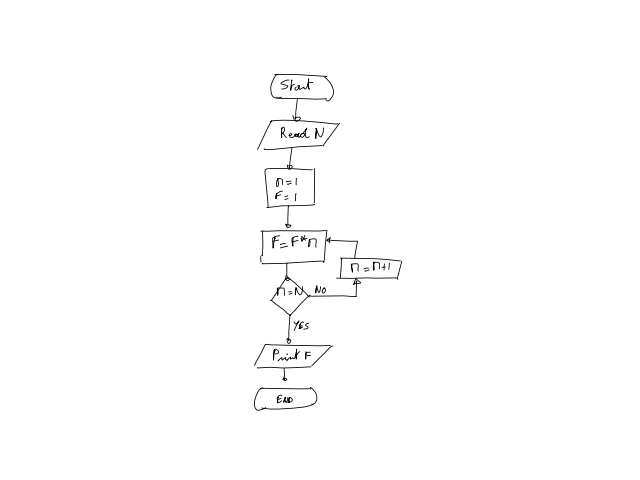 Start
Read N
n=1
F=1
F=F*n
n=n+1
n=N
NO
YES
Print F
END